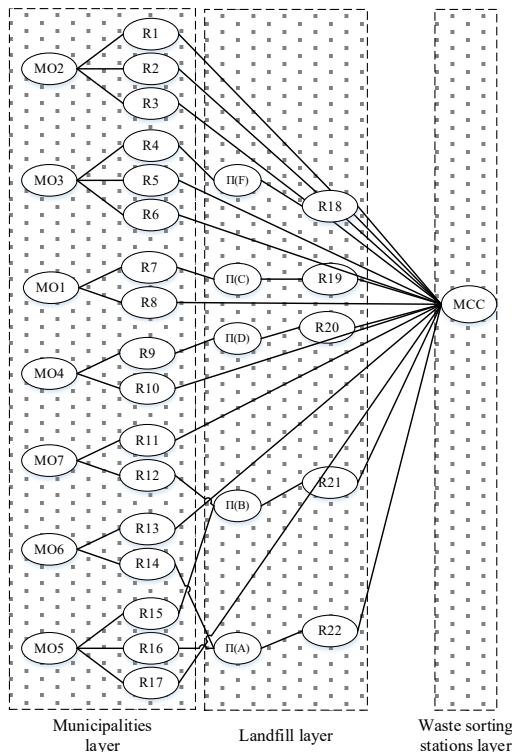 R1
MO2
R2
R3
R4
MO3
R5
П(F)
R6
R18
R7
MO1
П(C)
R19
R8
MCC
R9
П(D)
R20
MO4
R10
R11
MO7
R12
R21
П(B)
R13
MO6
R14
R15
R22
MO5
R16
П(A)
R17
Municipalities
layer
Landfill layer
Waste sorting
stations layer